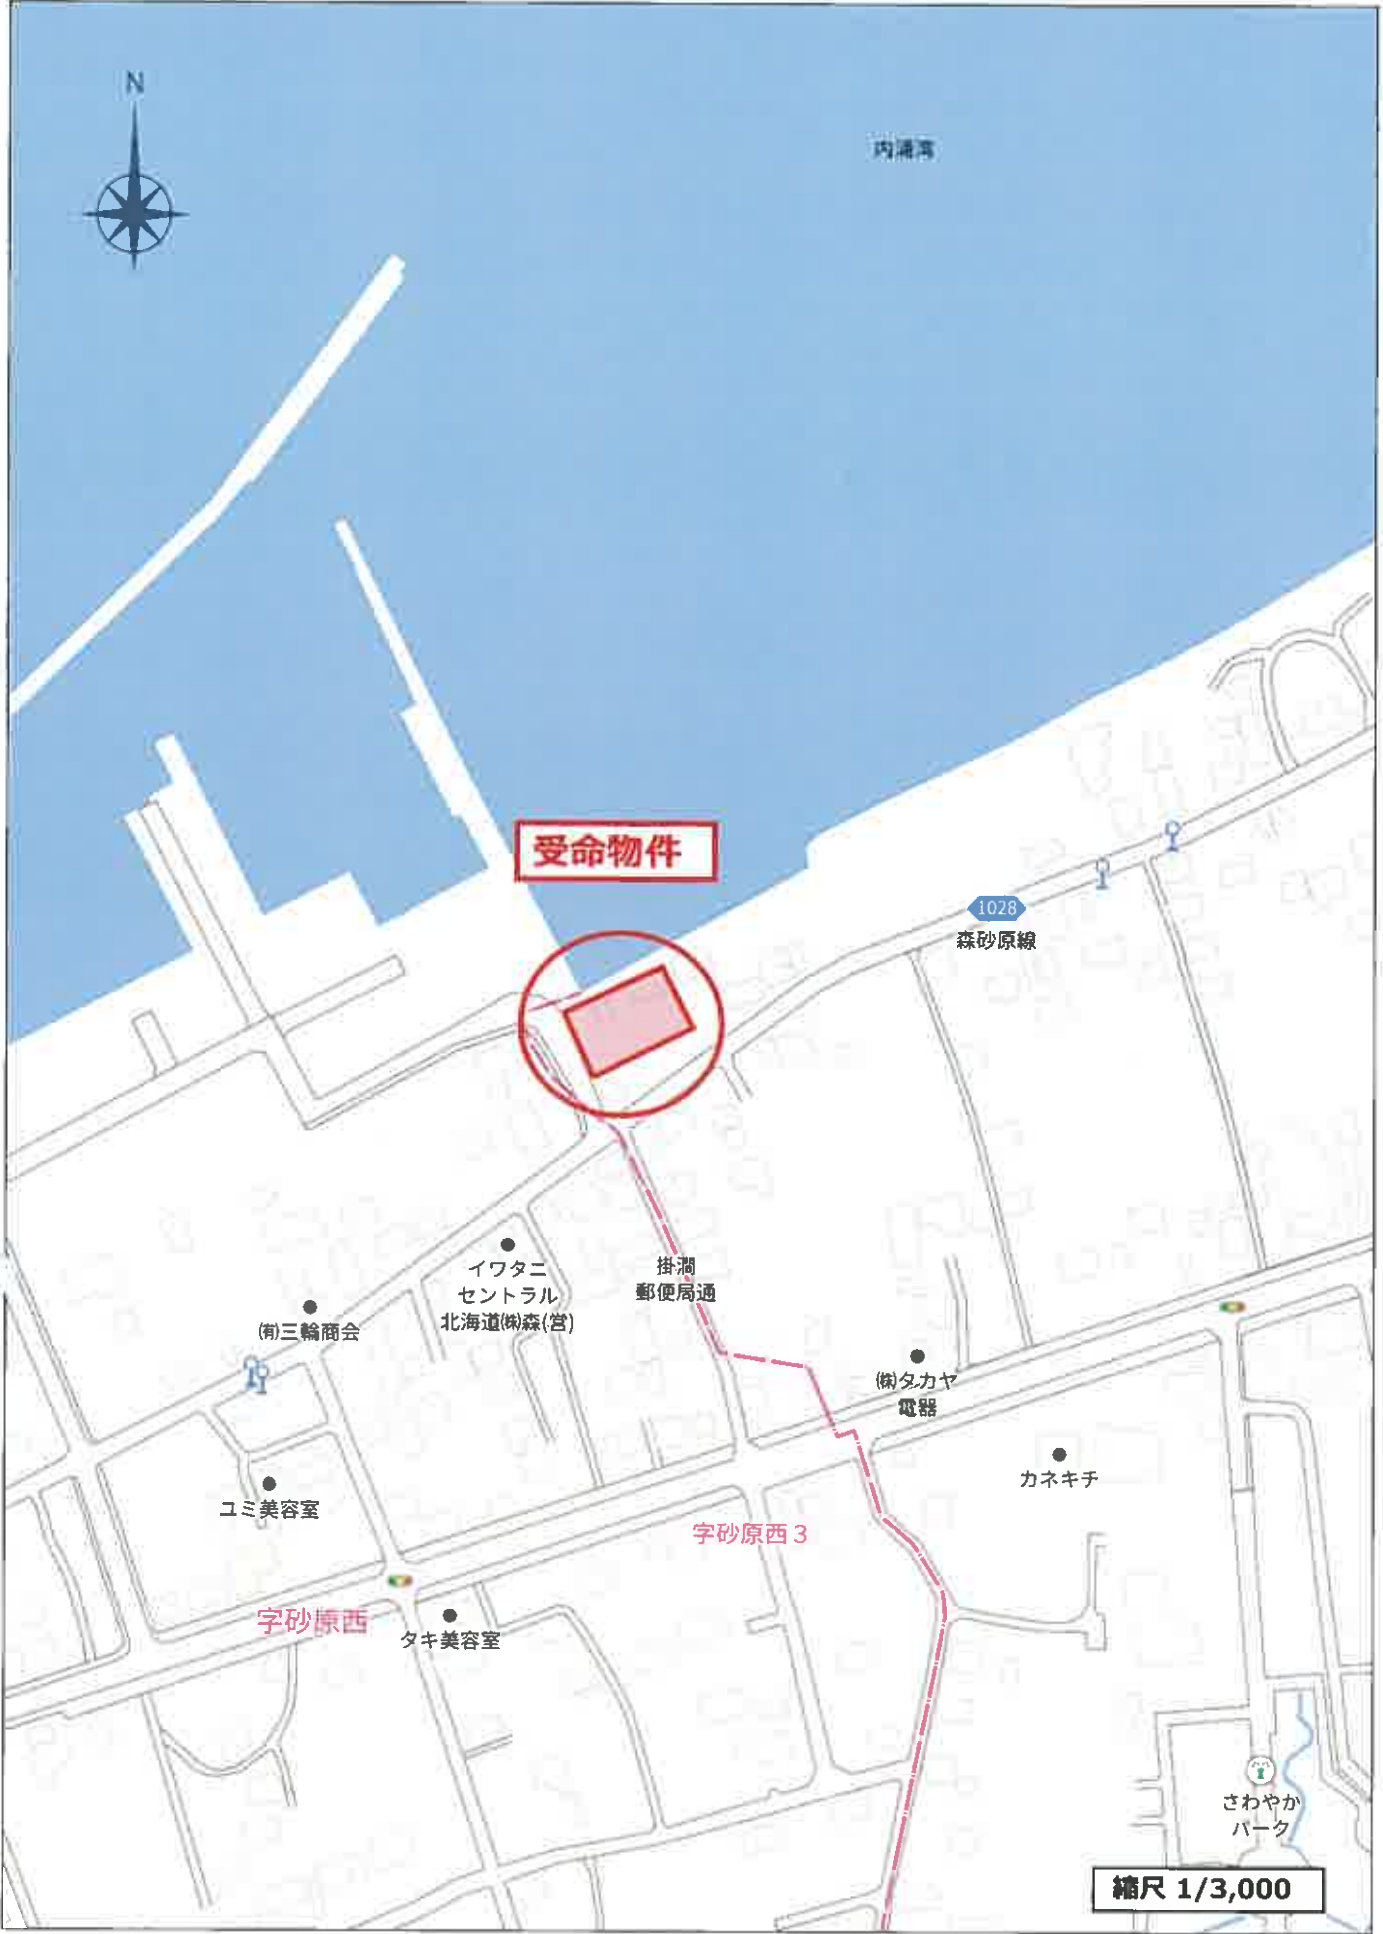 N
内浦湾
受命物件
1028
森砂原線
掛澗
郵便局通
イワタニ
セントラル
北海道㈱森(営)
㈲三輪商会
㈱タカヤ
電器
カネキチ
ユミ美容室
字砂原西3
字砂原西
タキ美容室
さわやか
パーク
縮尺 1/3,000